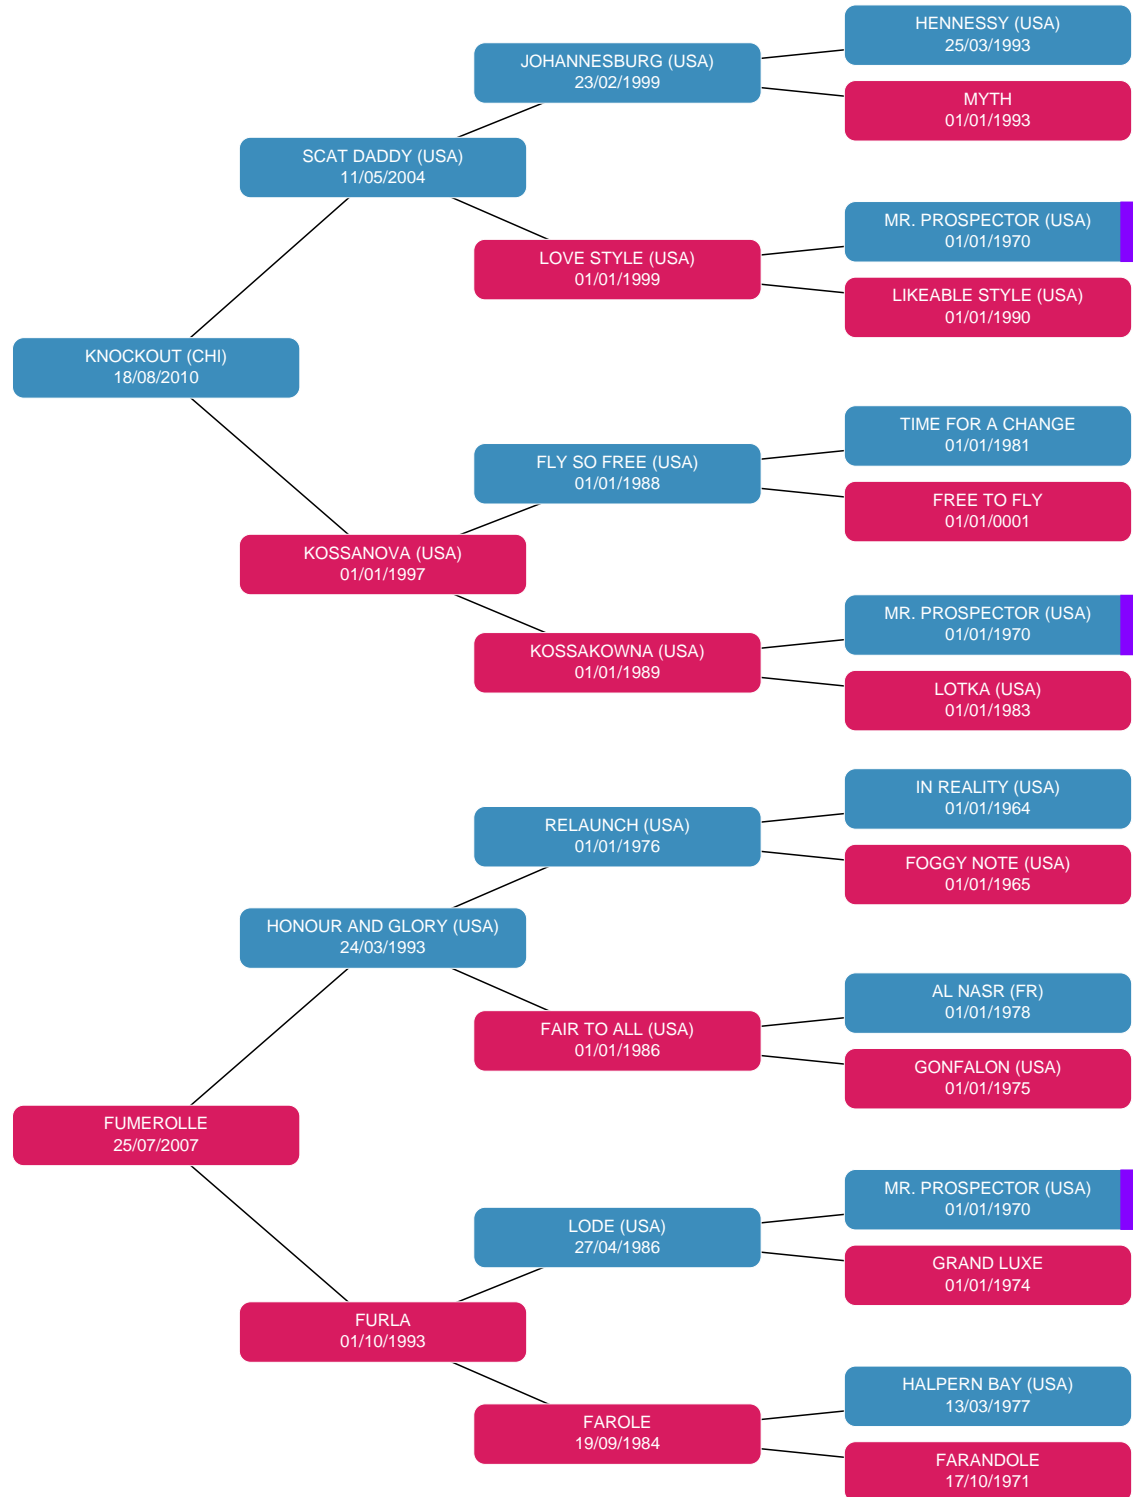 HENNESSY (USA)
25/03/1993
JOHANNESBURG (USA)
23/02/1999
MYTH
01/01/1993
SCAT DADDY (USA)
11/05/2004
MR. PROSPECTOR (USA)
01/01/1970
LOVE STYLE (USA)
01/01/1999
LIKEABLE STYLE (USA)
01/01/1990
KNOCKOUT (CHI)
18/08/2010
TIME FOR A CHANGE
01/01/1981
FLY SO FREE (USA)
01/01/1988
FREE TO FLY
01/01/0001
KOSSANOVA (USA)
01/01/1997
MR. PROSPECTOR (USA)
01/01/1970
KOSSAKOWNA (USA)
01/01/1989
LOTKA (USA)
01/01/1983
IN REALITY (USA)
01/01/1964
RELAUNCH (USA)
01/01/1976
FOGGY NOTE (USA)
01/01/1965
HONOUR AND GLORY (USA)
24/03/1993
AL NASR (FR)
01/01/1978
FAIR TO ALL (USA)
01/01/1986
GONFALON (USA)
01/01/1975
FUMEROLLE
25/07/2007
MR. PROSPECTOR (USA)
01/01/1970
LODE (USA)
27/04/1986
GRAND LUXE
01/01/1974
FURLA
01/10/1993
HALPERN BAY (USA)
13/03/1977
FAROLE
19/09/1984
FARANDOLE
17/10/1971